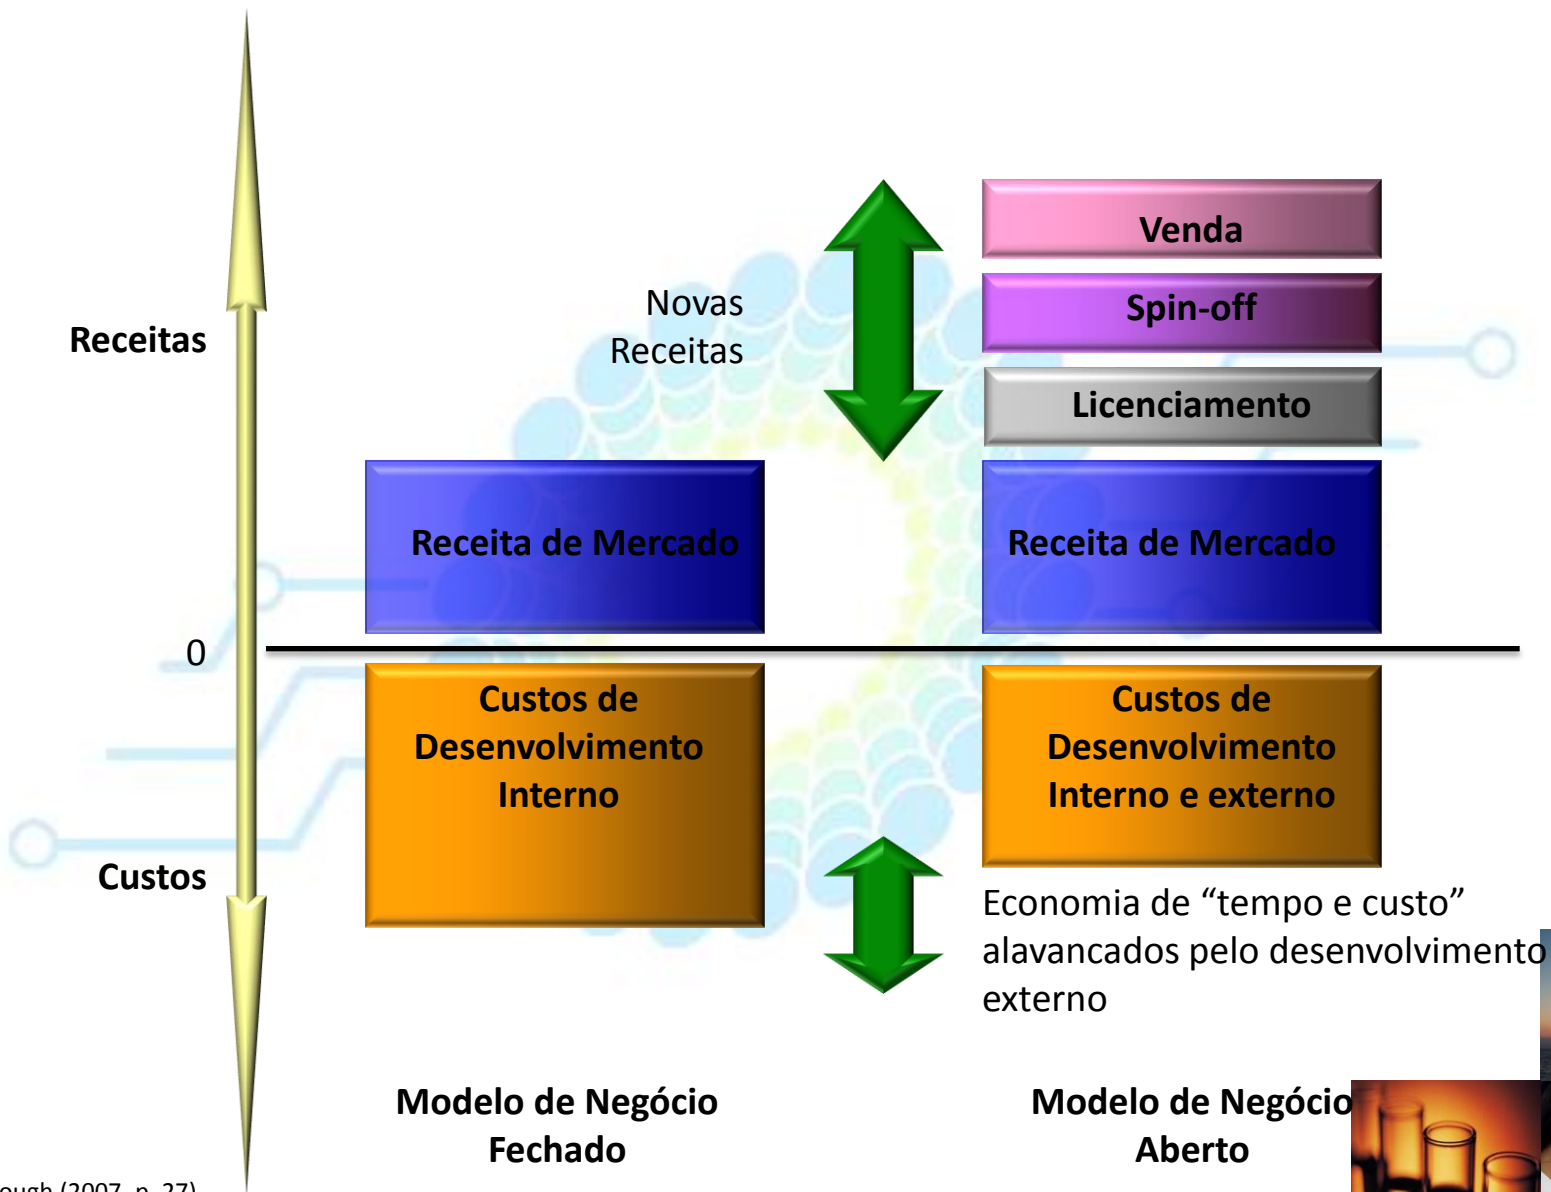 Venda
Novas
Receitas
Spin-off
Receitas
Licenciamento
Receita de Mercado
Receita de Mercado
0
Custos de
Desenvolvimento
Interno
Custos de
Desenvolvimento
Interno e externo
Custos
Economia de “tempo e custo”
alavancados pelo desenvolvimento
externo
Modelo de Negócio
Fechado
Modelo de Negócio
Aberto
(2007, p. 27)